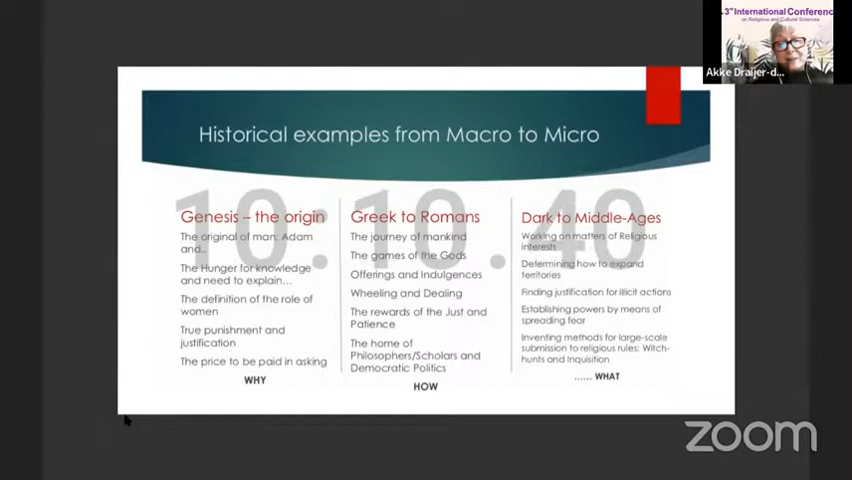 3rd International Conference
on Religious and Cultural Sciences
Akke Draijer-d...
Historical examples from Macro to Micro
10:10.40
Genesis – the origin
The original of man: Adam
and..
The Hunger for knowledge
and need to explain…
The definition of the role of
women
True punishment and
justification
The price to be paid in asking
WHY
Greek to Romans
The journey of mankind
The games of the Gods
Offerings and Indulgences
Wheeling and Dealing
The rewards of the Just and
Patience
The home of
Philosophers/Scholars and
Democratic Politics
HOW
Dark to Middle-Ages
Working on matters of Religious
interests
Determining how to expand
territories
Finding justification for illicit actions
Establishing powers by means of
spreading fear
Inventing methods for large-scale
submission to religious rules: Witch-
hunts and Inquisition
...... WHAT
zoom